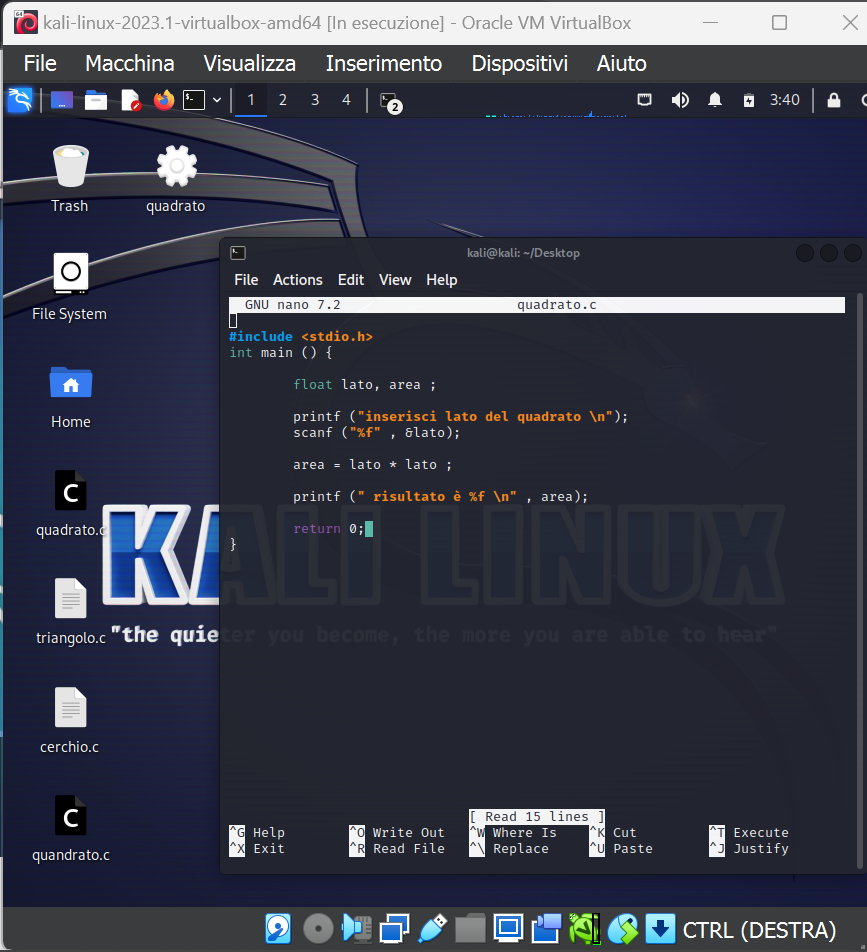 kali-linux-2023.1-virtualbox-amd64 [In esecuzione] - Oracle VM VirtualBox
File Macchina Visualizza Inserimento Dispositivi Aiuto
1 2 3 4 2 3:40
Trash
quadrato
File System
Home
quadrato.c
triangolo.c
cerchio.c
quandrato.c
KALI LINUX
"the quieter you become, the more you are able to hear"
kali@kali: ~/Desktop
File Actions Edit View Help
GNU nano 7.2 quadrato.c
#include <stdio.h>
int main () {
float lato, area ;
printf ("inserisci lato del quadrato \n");
scanf ("%f" , &lato);
area = lato * lato ;
printf (" risultato è %f \n" , area);
return 0;
}
[ Read 15 lines ]
^G Help ^O Write Out ^W Where Is ^K Cut ^T Execute
^X Exit ^R Read File ^\ Replace ^U Paste ^J Justify
CTRL (DESTRA)